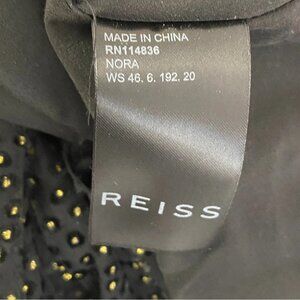 MADE IN CHINA
RN114836
NORA
WS 46. 6. 192. 20
REISS